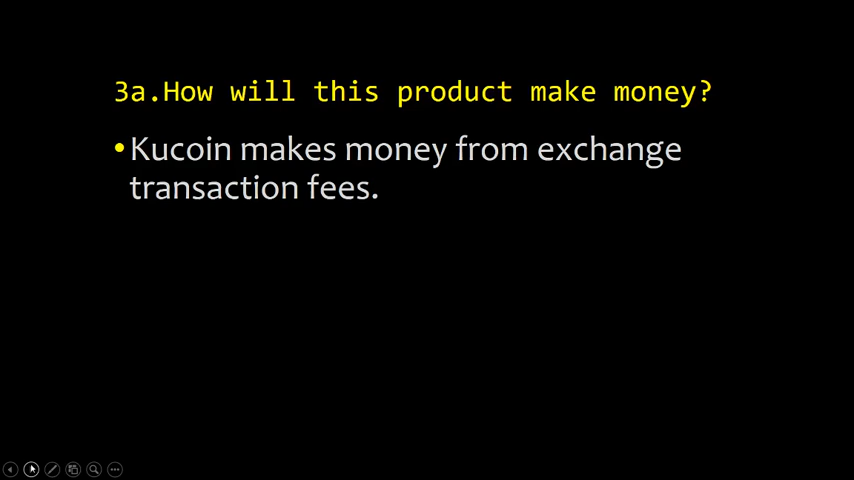 3a.How will this product make money?
•Kucoin makes money from exchange
transaction fees.